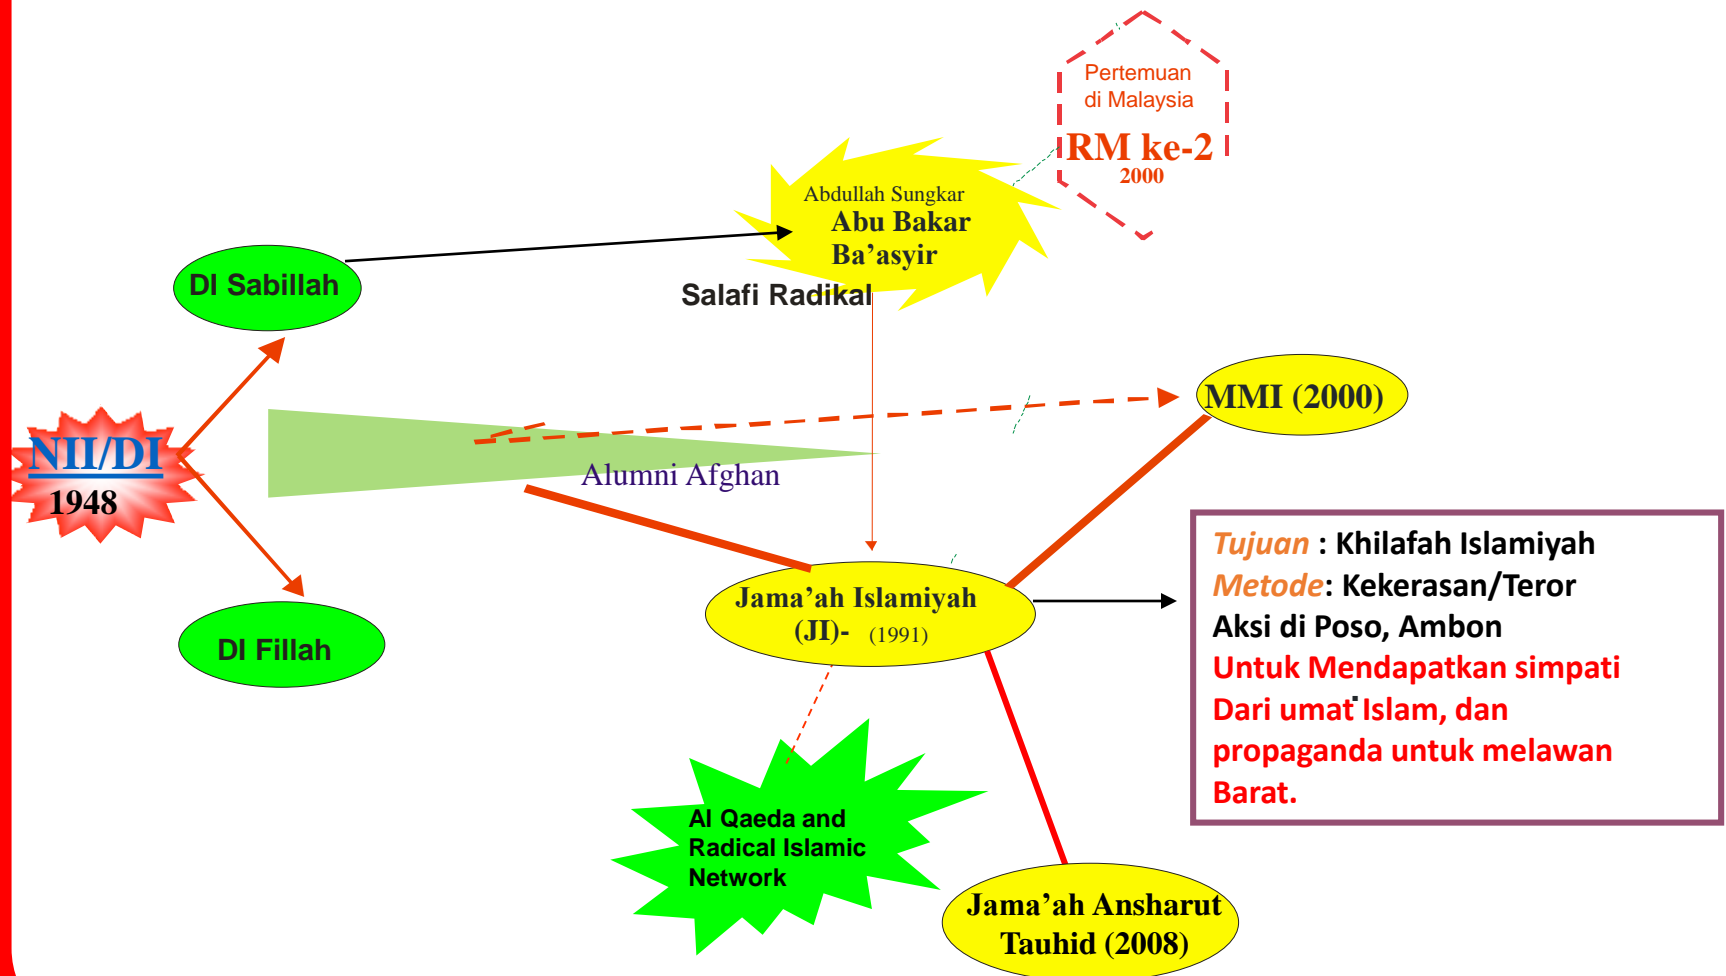 Pertemuan
di Malaysia
RM ke-2
2000
Abdullah Sungkar
Abu Bakar
Ba’asyir
DI Sabillah
Salafi Radikal
MMI (2000)
NII/DI
1948
Alumni Afghan
Tujuan : Khilafah Islamiyah
Metode: Kekerasan/Teror
Aksi di Poso, Ambon
Untuk Mendapatkan simpati
Dari umat Islam, dan
propaganda untuk melawan
Barat.
Jama’ah Islamiyah
(JI)- (1991)
DI Fillah
Al Qaeda and
Radical Islamic
Network
Jama’ah Ansharut
Tauhid (2008)